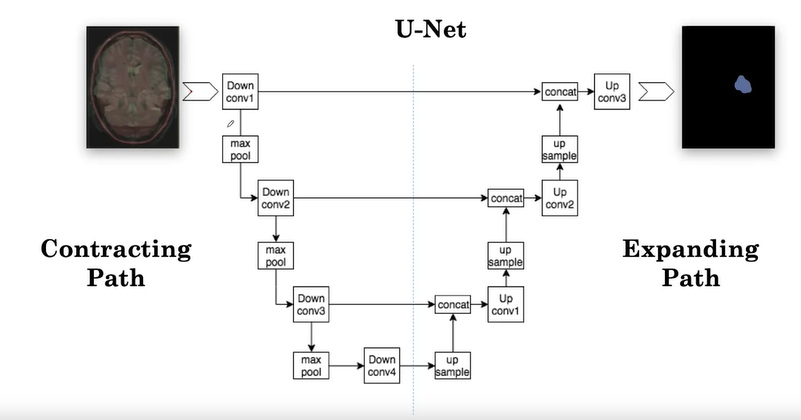 U-Net
Down
conv1
concat
Up
conv3
max
pool
up
sample
Down
conv2
concat
Up
conv2
Contracting
Path
max
pool
up
sample
Expanding
Path
Down
conv3
concat
Up
conv1
max
pool
Down
conv4
up
sample